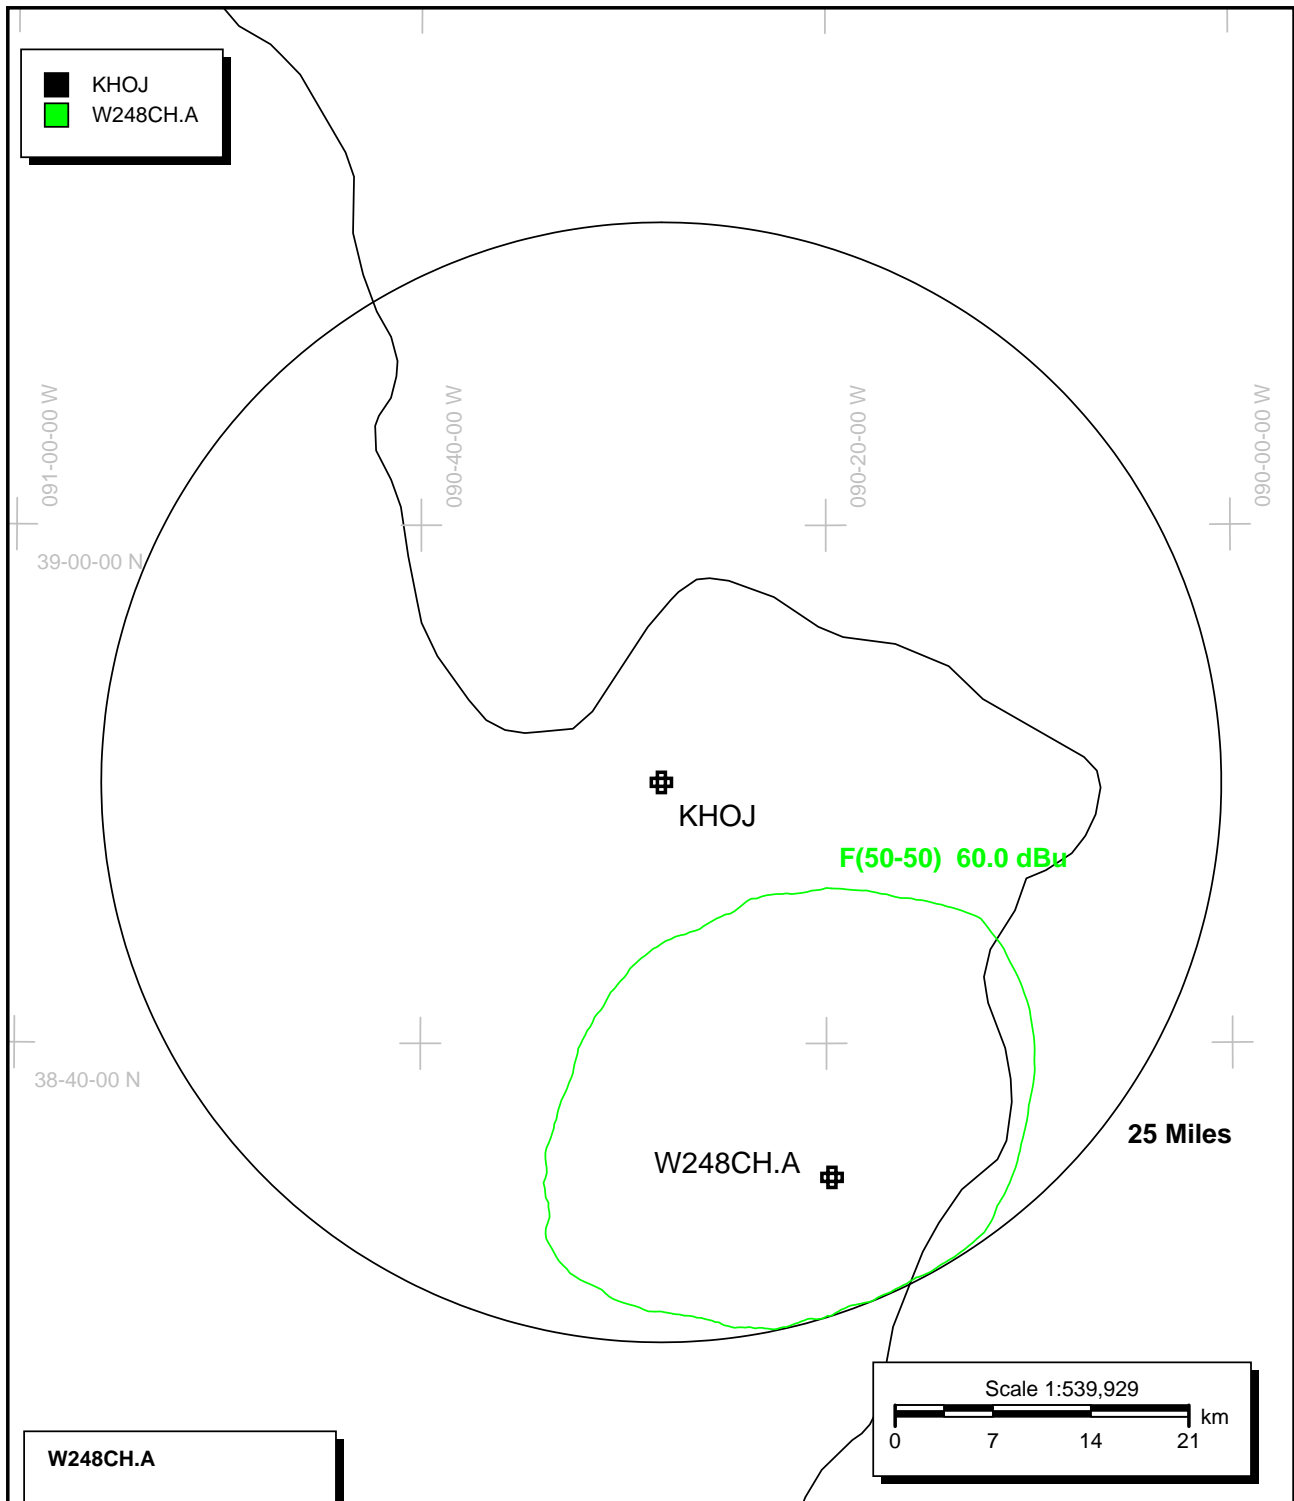 KHOJ
W248CH.A
091-00-00 W
090-40-00 W
090-20-00 W
090-00-00 W
39-00-00 N
KHOJ
F(50-50) 60.0 dBu
38-40-00 N
25 Miles
W248CH.A
Scale 1:539,929
km
0 7 14 21
W248CH.A